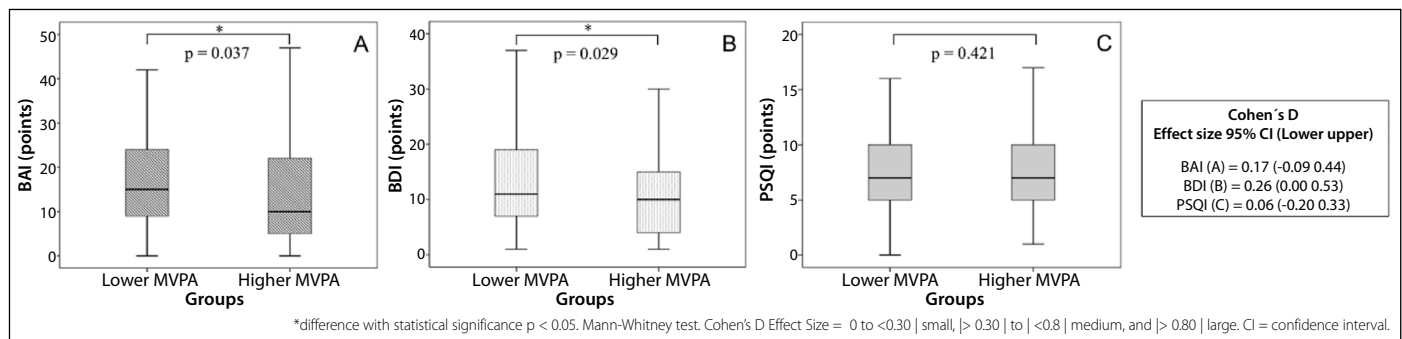 50
40
30
20
10
0
BAI (points)
*
p = 0.037
A
Lower MVPA Higher MVPA
Groups
40
30
20
10
0
BDI (points)
*
p = 0.029
B
Lower MVPA Higher MVPA
Groups
20
15
10
5
0
PSQI (points)
p = 0.421
C
Lower MVPA Higher MVPA
Groups
Cohen´s D
Effect size 95% CI (Lower upper)
BAI (A) = 0.17 (-0.09 0.44)
BDI (B) = 0.26 (0.00 0.53)
PSQI (C) = 0.06 (-0.20 0.33)
*difference with statistical significance p < 0.05. Mann-Whitney test. Cohen's D Effect Size = 0 to <0.30 | small, |> 0.30 | to | <0.8 | medium, and |> 0.80 | large. CI = confidence interval.